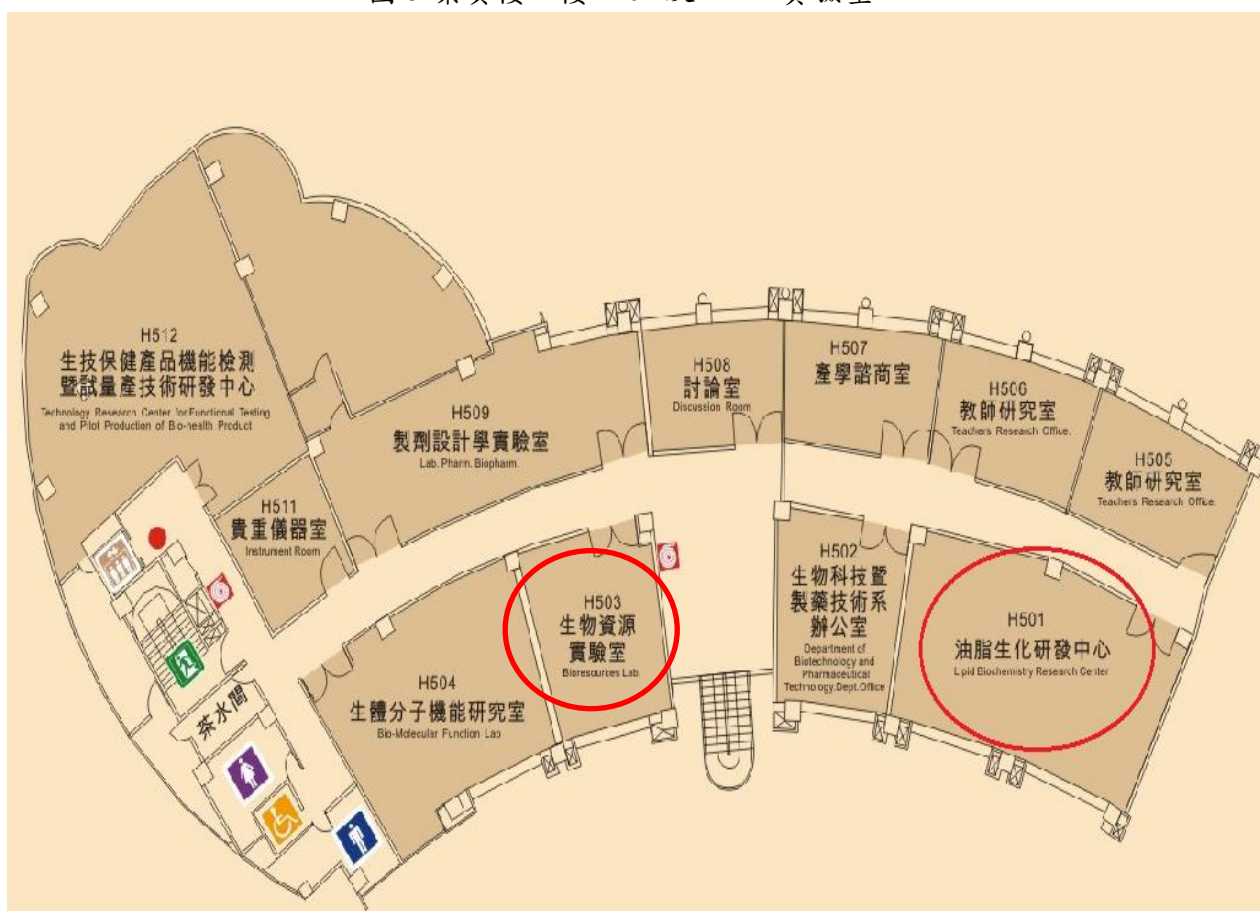 H512
生技保健產品機能檢測
暨試量產技術研發中心
Technology Research Center for Functional Testing
and Pilot Production of Bio-health Product
H511
貴重儀器室
Instrument Room
H509
製劑設計學實驗室
Lab. Pharm. Biopharm.
H508
討論室
Discussion Room
H507
產學諮商室
H506
教師研究室
Teachers Research Office.
H505
教師研究室
Teachers Research Office.
H504
生體分子機能研究室
Bio-Molecular Function Lab
H503
生物資源
實驗室
Bioresources Lab.
H502
生物科技暨
製藥技術系
辦公室
Department of
Biotechnology and
Pharmaceutical
Technology.Dept.Office
H501
油脂生化研發中心
Lipid Biochemistry Research Center
茶水間